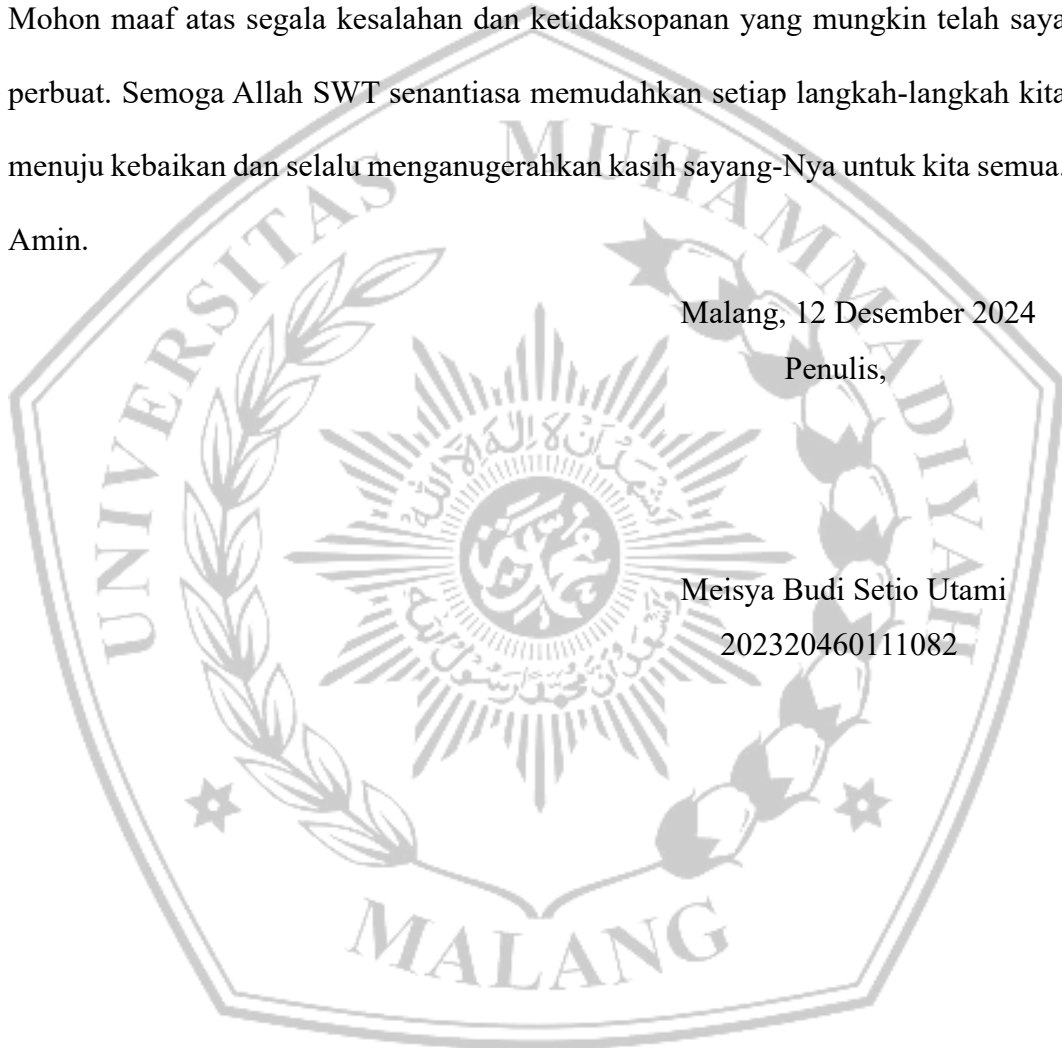 Mohon maaf atas segala kesalahan dan ketidaksopanan yang mungkin telah saya
perbuat. Semoga Allah SWT senantiasa memudahkan setiap langkah-langkah kita
menuju kebaikan dan selalu menganugerahkan kasih sayang-Nya untuk kita semua.
Amin.
Malang, 12 Desember 2024
Penulis,
Meisya Budi Setio Utami
202320460111082
UNIVERSITAS MUHAMMADIYAH
MALANG